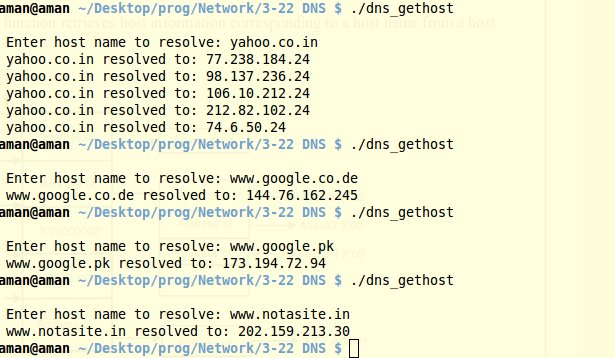 aman@aman ~/Desktop/prog/Network/3-22 DNS $ ./dns_gethost
Enter host name to resolve: yahoo.co.in
yahoo.co.in resolved to: 77.238.184.24
yahoo.co.in resolved to: 98.137.236.24
yahoo.co.in resolved to: 106.10.212.24
yahoo.co.in resolved to: 212.82.102.24
yahoo.co.in resolved to: 74.6.50.24
aman@aman ~/Desktop/prog/Network/3-22 DNS $ ./dns_gethost
Enter host name to resolve: www.google.co.de
www.google.co.de resolved to: 144.76.162.245
aman@aman ~/Desktop/prog/Network/3-22 DNS $ ./dns_gethost
Enter host name to resolve: www.google.pk
www.google.pk resolved to: 173.194.72.94
aman@aman ~/Desktop/prog/Network/3-22 DNS $ ./dns_gethost
Enter host name to resolve: www.notasite.in
www.notasite.in resolved to: 202.159.213.30
aman@aman ~/Desktop/prog/Network/3-22 DNS $